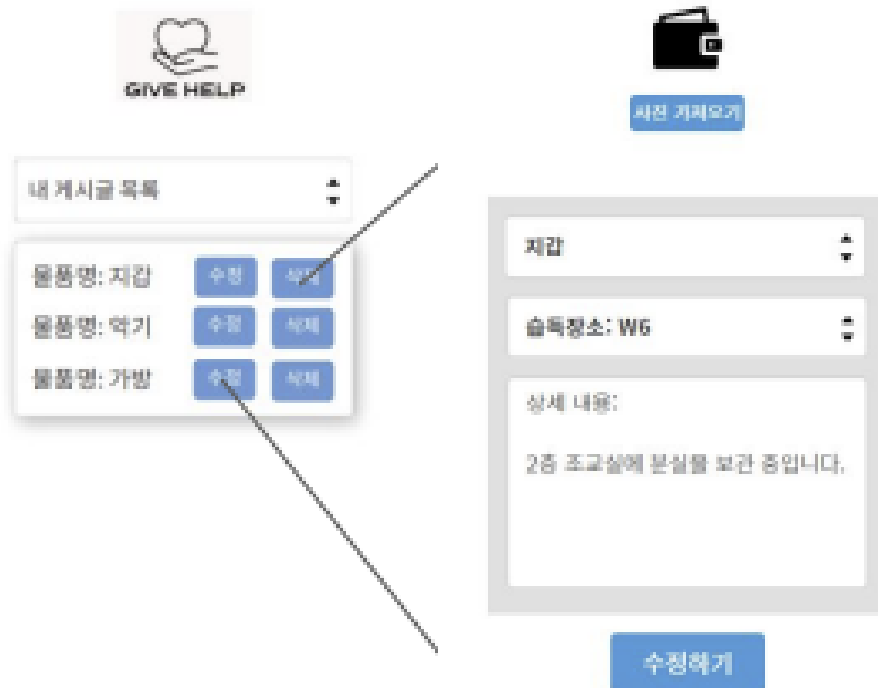 GIVE HELP
내 게시글 목록
물품명: 지갑 수정 삭제
물품명: 악기 수정 삭제
물품명: 가방 수정 삭제
사진 가져오기
지갑
습득장소: W6
상세 내용:
2층 조교실에 분실물 보관 중입니다.
수정하기